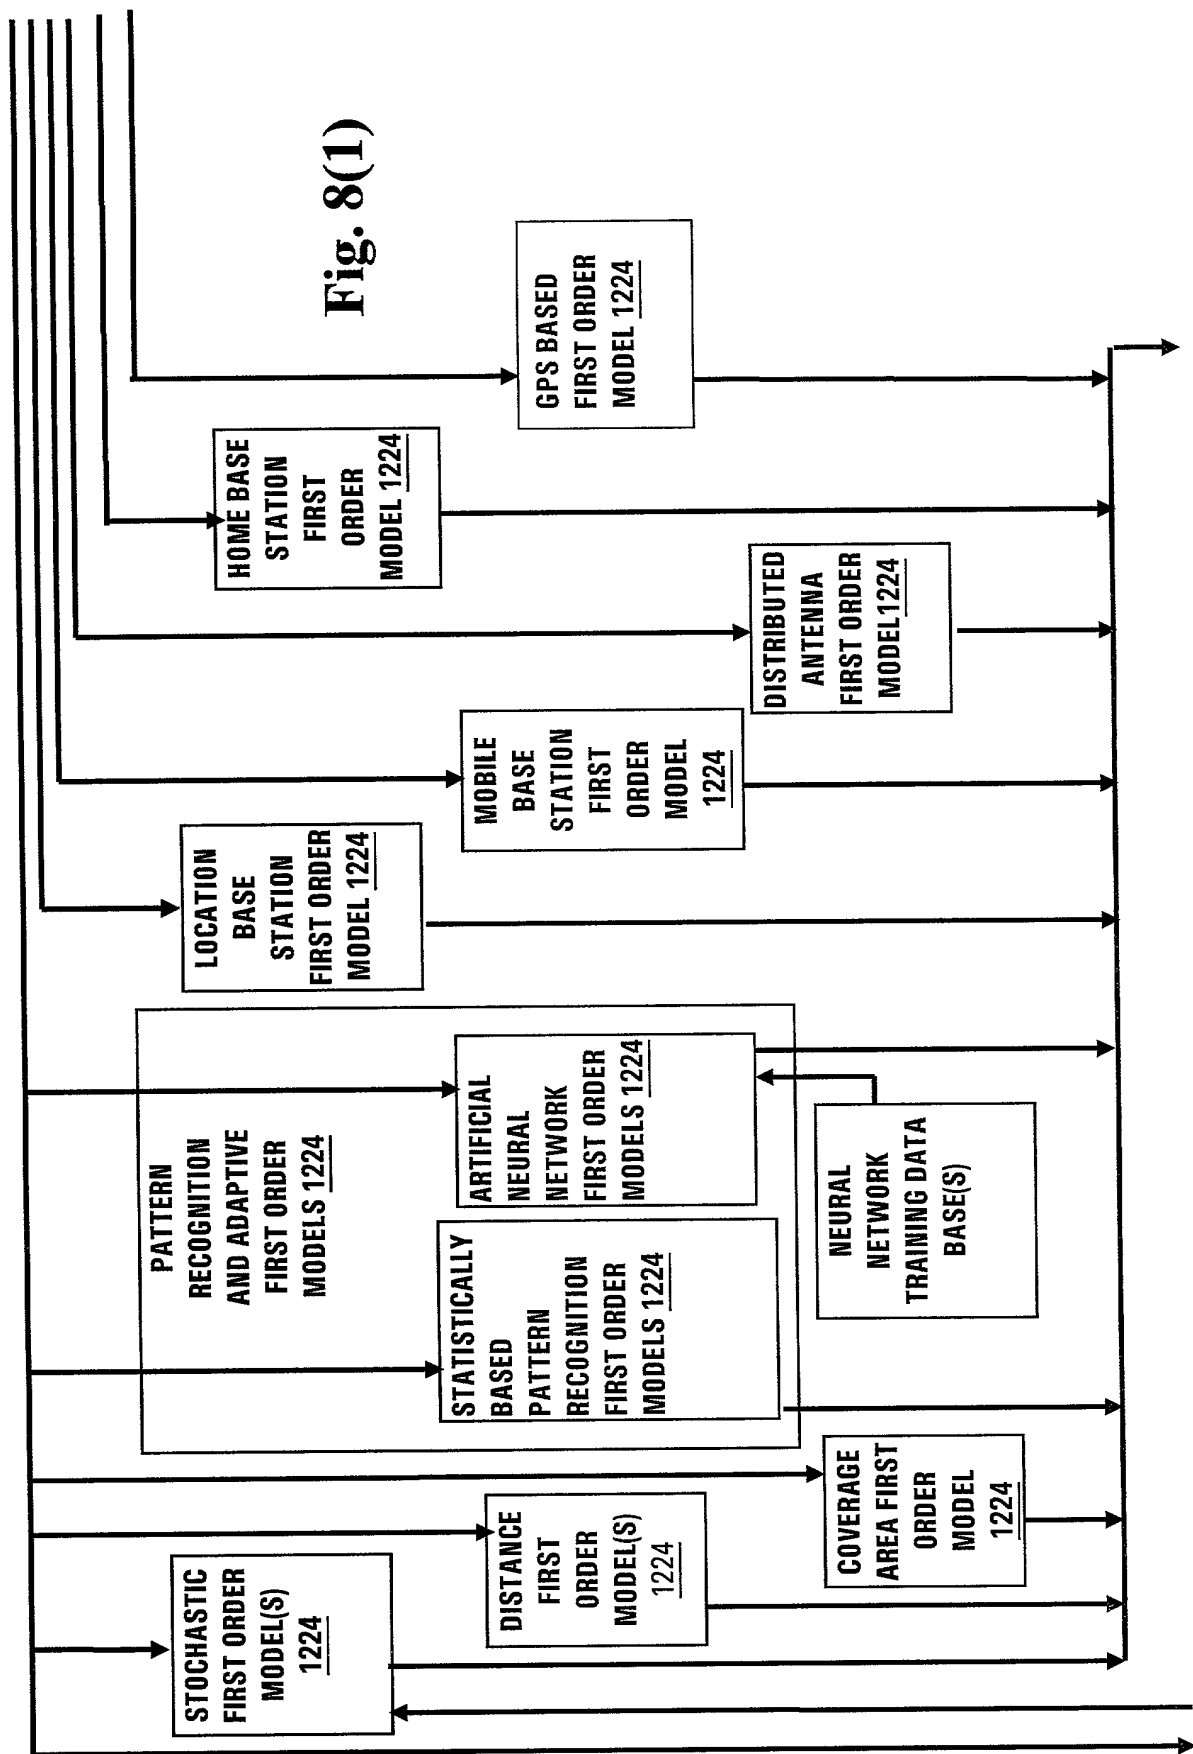 Fig. 8(1)
STOCHASTIC
FIRST ORDER
MODEL(S)
1224
DISTANCE
FIRST
ORDER
MODEL(S)
1224
COVERAGE
AREA FIRST
ORDER
MODEL
1224
PATTERN
RECOGNITION
AND ADAPTIVE
FIRST ORDER
MODELS 1224
STATISTICALLY
BASED
PATTERN
RECOGNITION
FIRST ORDER
MODELS 1224
ARTIFICIAL
NEURAL
NETWORK
FIRST ORDER
MODELS 1224
NEURAL
NETWORK
TRAINING DATA
BASE(S)
LOCATION
BASE
STATION
FIRST ORDER
MODEL 1224
MOBILE
BASE
STATION
FIRST
ORDER
MODEL
1224
DISTRIBUTED
ANTENNA
FIRST ORDER
MODEL1224
HOME BASE
STATION
FIRST
ORDER
MODEL 1224
GPS BASED
FIRST ORDER
MODEL 1224